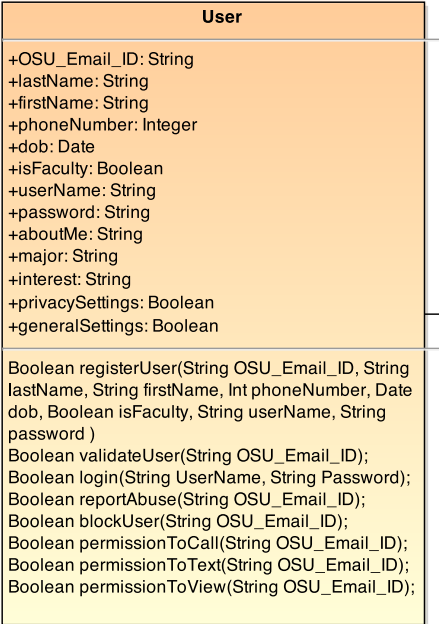 User
+OSU_Email_ID: String
+lastName: String
+firstName: String
+phoneNumber: Integer
+dob: Date
+isFaculty: Boolean
+userName: String
+password: String
+aboutMe: String
+major: String
+interest: String
+privacySettings: Boolean
+generalSettings: Boolean
Boolean registerUser(String OSU_Email_ID, String
lastName, String firstName, Int phoneNumber, Date
dob, Boolean isFaculty, String userName, String
password )
Boolean validateUser(String OSU_Email_ID);
Boolean login(String UserName, String Password);
Boolean reportAbuse(String OSU_Email_ID);
Boolean blockUser(String OSU_Email_ID);
Boolean permissionToCall(String OSU_Email_ID);
Boolean permissionToText(String OSU_Email_ID);
Boolean permissionToView(String OSU_Email_ID);